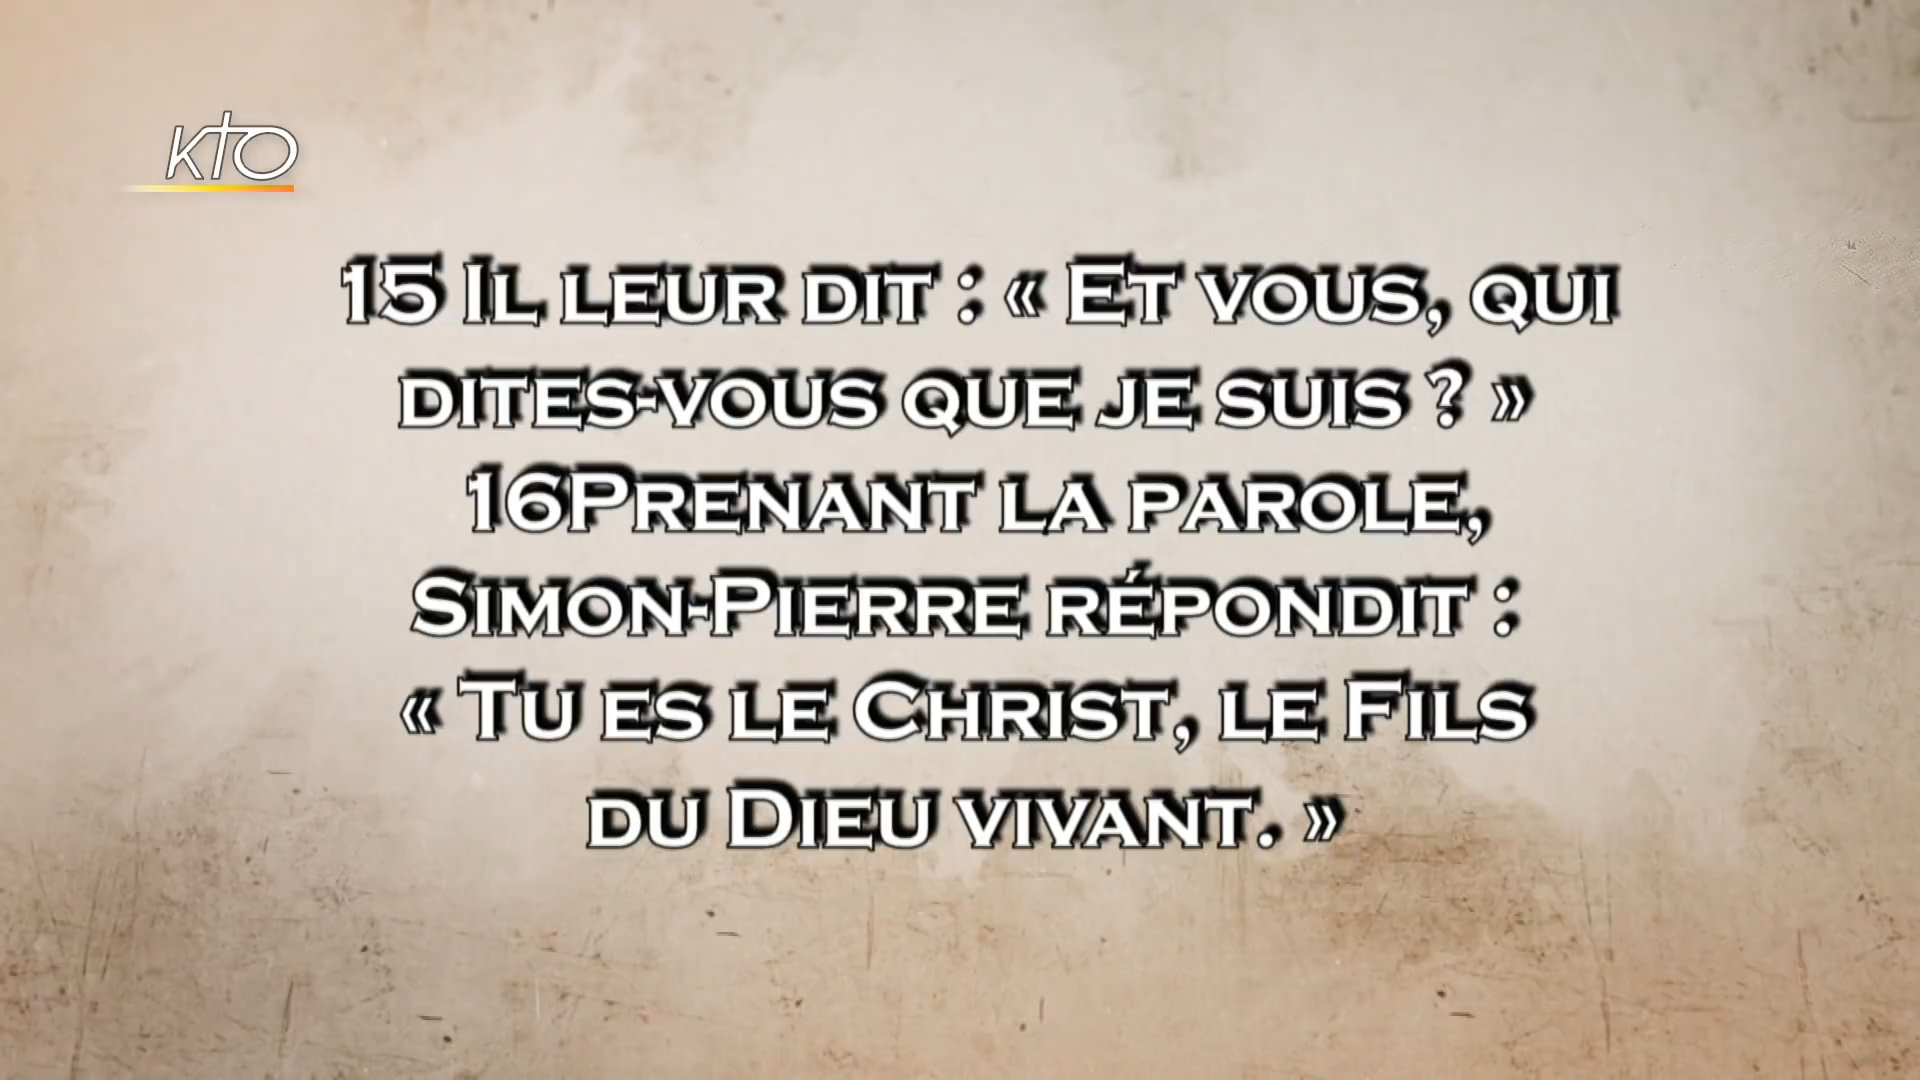 KTO
15 Il leur dit : « Et vous, qui
dites-vous que je suis ? »
16Prenant la parole,
Simon-Pierre répondit :
« Tu es le Christ, le Fils
du Dieu vivant. »